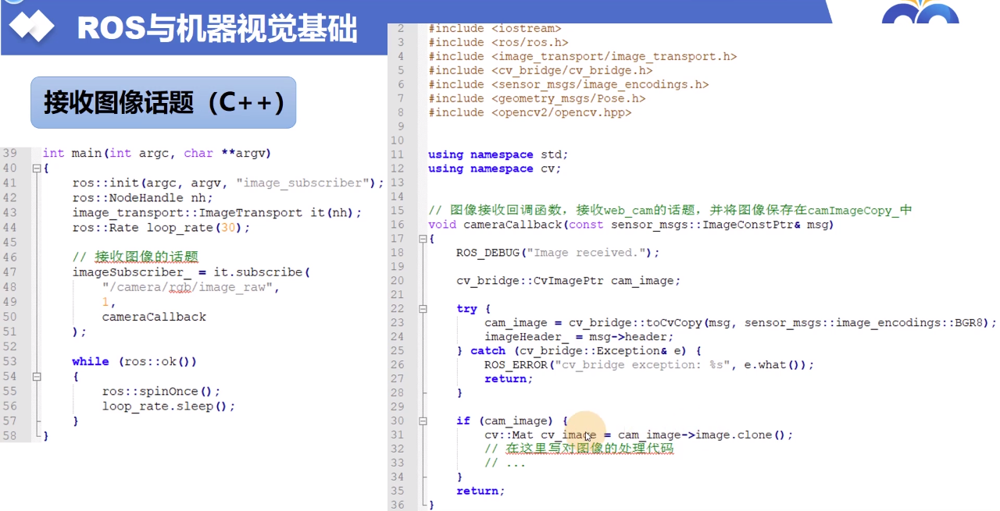 ROS与机器视觉基础
接收图像话题（C++）
39 int main(int argc, char **argv)
40 {
41 ros::init(argc, argv, "image_subscriber");
42 ros::NodeHandle nh;
43 image_transport::ImageTransport it(nh);
44 ros::Rate loop_rate(30);
45
46 // 接收图像的话题
47 imageSubscriber_ = it.subscribe(
48 "/camera/rgb/image_raw",
49 1,
50 cameraCallback
51 );
52
53 while (ros::ok())
54 {
55 ros::spinOnce();
56 loop_rate.sleep();
57 }
58 }
2 #include <iostream>
3 #include <ros/ros.h>
4 #include <image_transport/image_transport.h>
5 #include <cv_bridge/cv_bridge.h>
6 #include <sensor_msgs/image_encodings.h>
7 #include <geometry_msgs/Pose.h>
8 #include <opencv2/opencv.hpp>
9
10
11 using namespace std;
12 using namespace cv;
13
14
15 // 图像接收回调函数，接收web_cam的话题，并将图像保存在camImageCopy_中
16 void cameraCallback(const sensor_msgs::ImageConstPtr& msg)
17 {
18 ROS_DEBUG("Image received.");
19
20 cv_bridge::CvImagePtr cam_image;
21
22 try {
23 cam_image = cv_bridge::toCvCopy(msg, sensor_msgs::image_encodings::BGR8);
24 imageHeader_ = msg->header;
25 } catch (cv_bridge::Exception& e) {
26 ROS_ERROR("cv_bridge exception: %s", e.what());
27 return;
28 }
29
30 if (cam_image) {
31 cv::Mat cv_image = cam_image->image.clone();
32 // 在这里写对图像的处理代码
33 // ...
34 }
35 return;
36 }